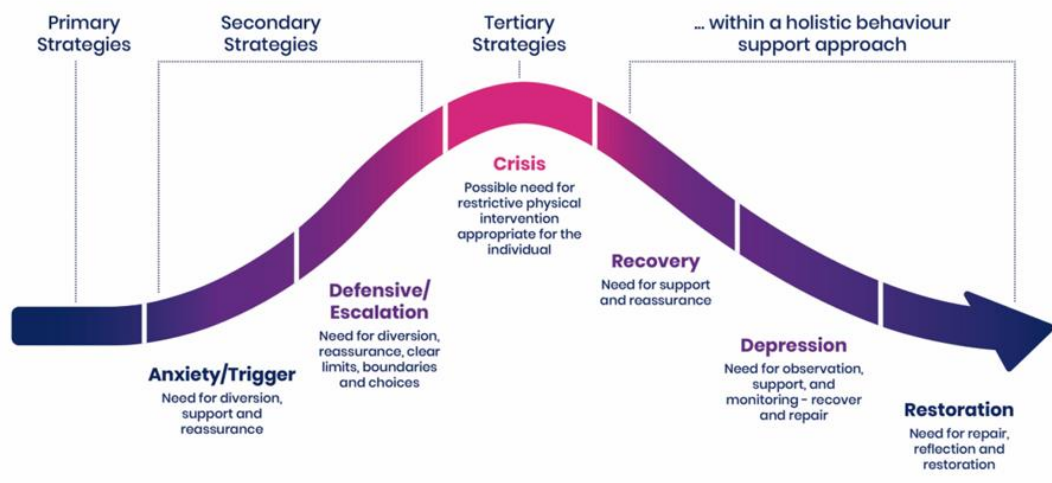 Primary
Strategies
Secondary
Strategies
Tertiary
Strategies
... within a holistic behaviour
support approach
Anxiety/Trigger
Need for diversion,
support and
reassurance
Defensive/
Escalation
Need for diversion,
reassurance, clear
limits, boundaries
and choices
Crisis
Possible need for
restrictive physical
intervention
appropriate for the
individual
Recovery
Need for support
and reassurance
Depression
Need for observation,
support, and
monitoring - recover
and repair
Restoration
Need for repair,
reflection and
restoration